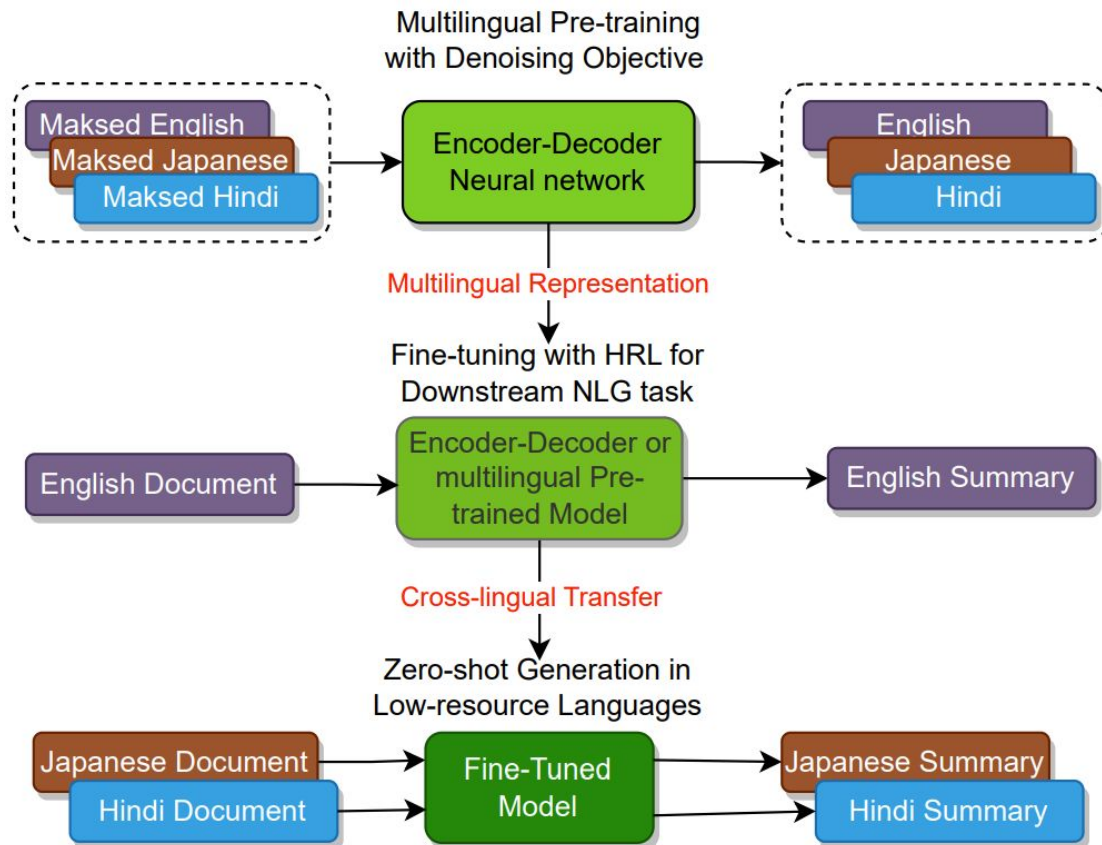 Multilingual Pre-training
with Denoising Objective
Maksed English
Maksed Japanese
Maksed Hindi
Encoder-Decoder
Neural network
English
Japanese
Hindi
Multilingual Representation
Fine-tuning with HRL for
Downstream NLG task
English Document
Encoder-Decoder or
multilingual Pre-
trained Model
English Summary
Cross-lingual Transfer
Zero-shot Generation in
Low-resource Languages
Japanese Document
Hindi Document
Fine-Tuned
Model
Japanese Summary
Hindi Summary